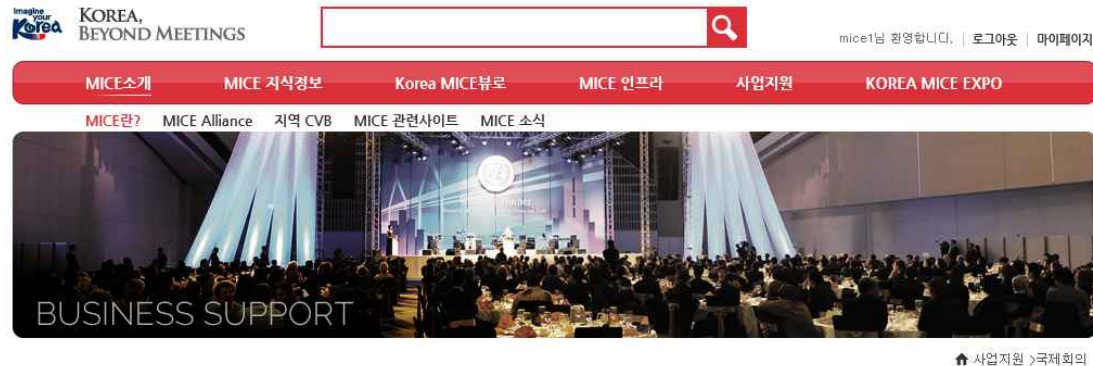 Imagine your Korea
KOREA,
BEYOND MEETINGS
mice1님 환영합니다. | 로그아웃 | 마이페이지
MICE소개 MICE 지식정보 Korea MICE뷰로 MICE 인프라 사업지원 KOREA MICE EXPO
MICE란? MICE Alliance 지역 CVB MICE 관련사이트 MICE 소식
BUSINESS SUPPORT
사업지원 >국제회의